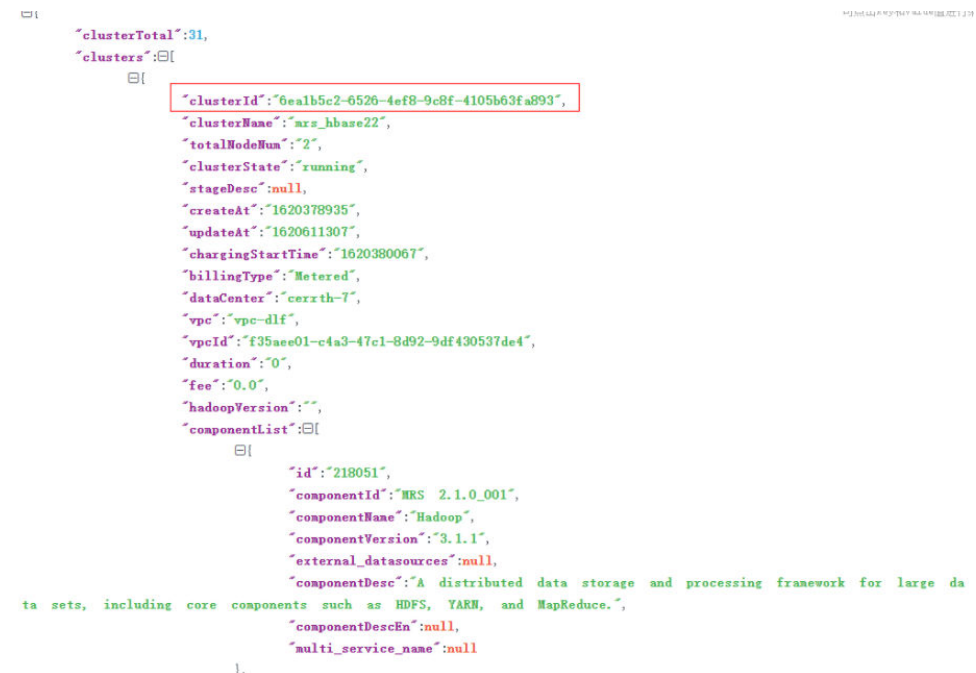 {
"clusterTotal":31,
"clusters":[
{
"clusterId":"6ea1b5c2-6526-4ef8-9c8f-4105b63fa893",
"clusterName":"mrs_hbase22",
"totalNodeNum":"2",
"clusterState":"running",
"stageDesc":null,
"createAt":"1620378935",
"updateAt":"1620611307",
"chargingStartTime":"1620380067",
"billingType":"Metered",
"dataCenter":"cerrth-7",
"vpc":"vpc-dlf",
"vpcId":"f35aee01-c4a3-47c1-8d92-9df430537de4",
"duration":"0",
"fee":"0.0",
"hadoopVersion":"",
"componentList":[
{
"id":"218051",
"componentId":"MRS 2.1.0_001",
"componentName":"Hadoop",
"componentVersion":"3.1.1",
"external_datasources":null,
"componentDesc":"A distributed data storage and processing framework for large da
ta sets, including core components such as HDFS, YARN, and MapReduce.",
"componentDescEn":null,
"multi_service_name":null
},